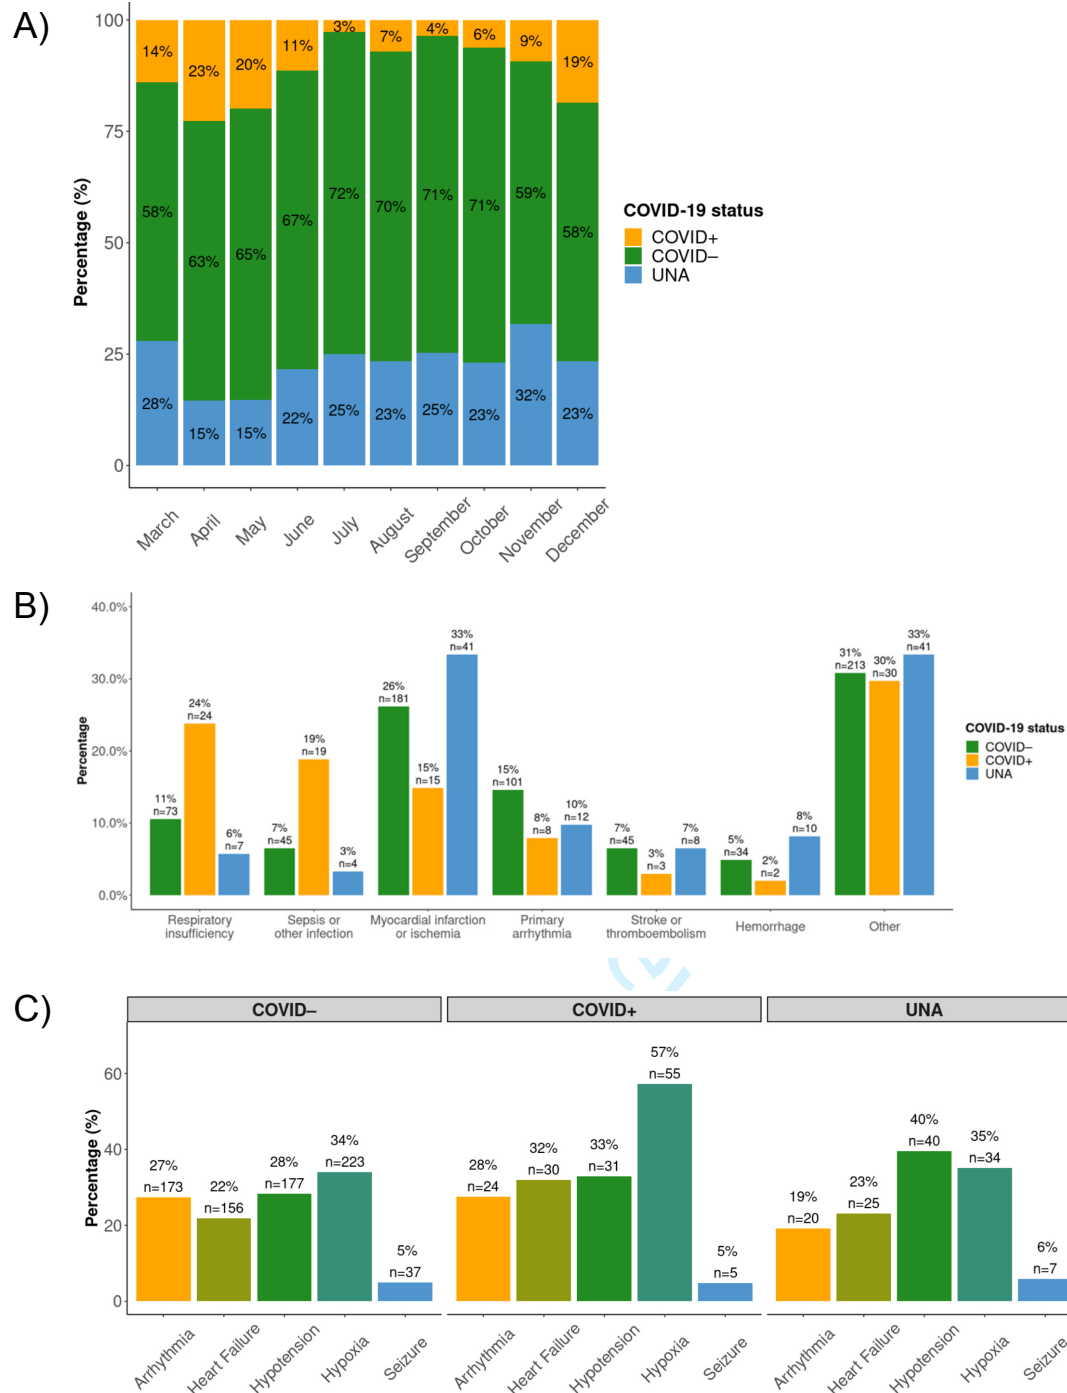 A)
100
75
50
25
0
Percentage (%)
14%
23%
20%
11%
3%
7%
4%
6%
9%
19%
58%
63%
65%
67%
72%
70%
71%
71%
59%
58%
28%
15%
15%
22%
25%
23%
25%
23%
32%
23%
March
April
May
June
July
August
September
October
November
December
COVID-19 status
COVID+
COVID–
UNA
B)
40.0%
30.0%
20.0%
10.0%
0.0%
Percentage
11%
n=73
24%
n=24
6%
n=7
7%
n=45
19%
n=19
3%
n=4
26%
n=181
15%
n=15
33%
n=41
15%
n=101
8%
n=8
10%
n=12
7%
n=45
3%
n=3
7%
n=8
5%
n=34
2%
n=2
8%
n=10
31%
n=213
30%
n=30
33%
n=41
Respiratory
insufficiency
Sepsis or
other infection
Myocardial infarction
or ischemia
Primary
arrhythmia
Stroke or
thromboembolism
Hemorrhage
Other
COVID-19 status
COVID–
COVID+
UNA
C)
COVID–
COVID+
UNA
60
40
20
0
Percentage (%)
27%
n=173
22%
n=156
28%
n=177
34%
n=223
5%
n=37
28%
n=24
32%
n=30
33%
n=31
57%
n=55
5%
n=5
19%
n=20
23%
n=25
40%
n=40
35%
n=34
6%
n=7
Arrhythmia
Heart Failure
Hypotension
Hypoxia
Seizure
Arrhythmia
Heart Failure
Hypotension
Hypoxia
Seizure
Arrhythmia
Heart Failure
Hypotension
Hypoxia
Seizure